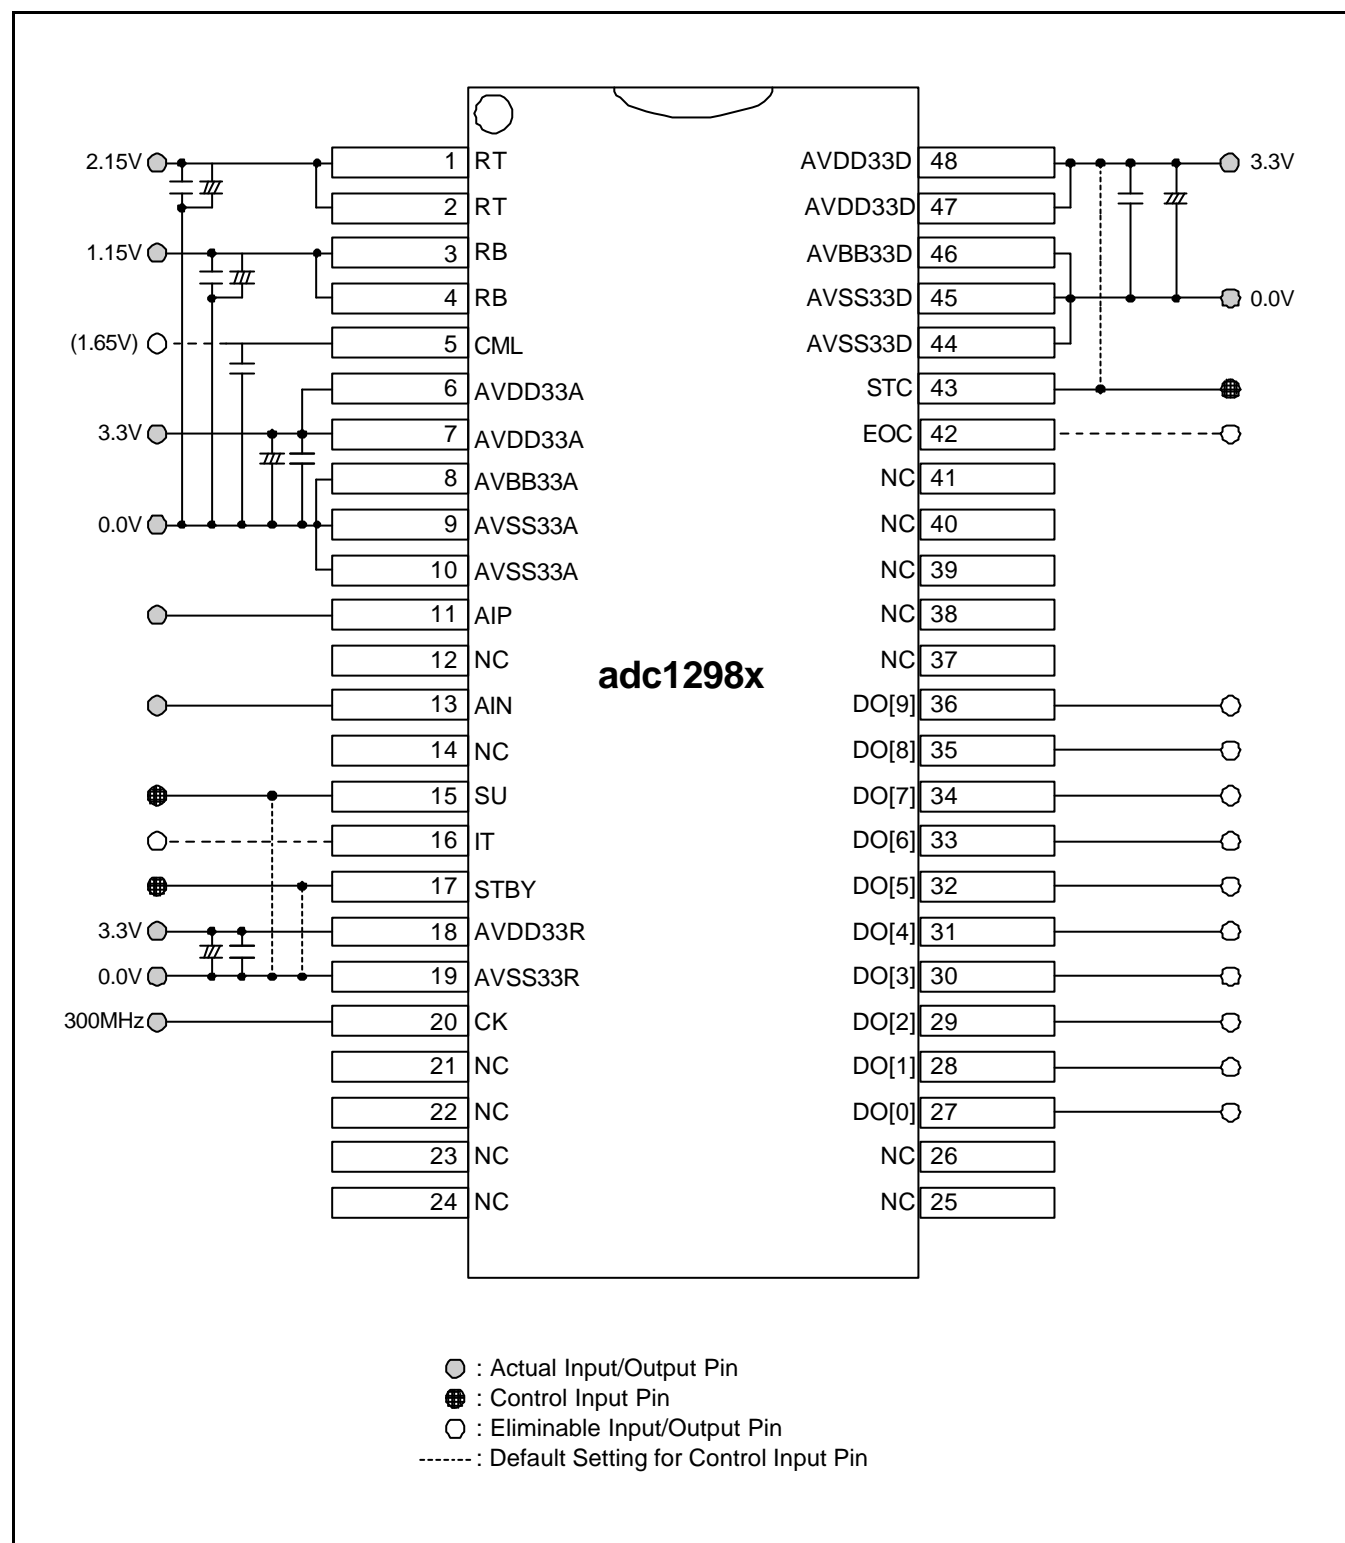 2.15V 1 RT AVDD33D 48 3.3V
2 RT AVDD33D 47
1.15V 3 RB AVBB33D 46
4 RB AVSS33D 45 0.0V
(1.65V) 5 CML AVSS33D 44
6 AVDD33A STC 43
3.3V 7 AVDD33A EOC 42
8 AVBB33A NC 41
0.0V 9 AVSS33A NC 40
10 AVSS33A NC 39
11 AIP NC 38
12 NC NC 37
adc1298x
13 AIN DO[9] 36
14 NC DO[8] 35
15 SU DO[7] 34
16 IT DO[6] 33
17 STBY DO[5] 32
3.3V 18 AVDD33R DO[4] 31
0.0V 19 AVSS33R DO[3] 30
300MHz 20 CK DO[2] 29
21 NC DO[1] 28
22 NC DO[0] 27
23 NC NC 26
24 NC NC 25
: Actual Input/Output Pin
: Control Input Pin
: Eliminable Input/Output Pin
------- : Default Setting for Control Input Pin